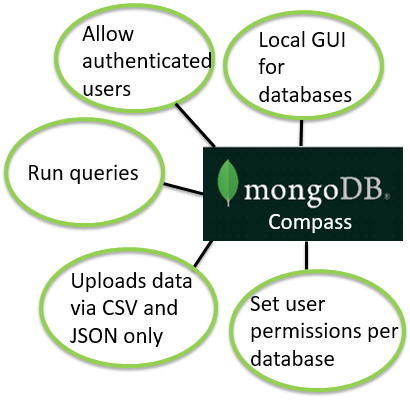 Allow
authenticated
users
Local GUI
for
databases
Run queries
mongoDB®
Compass
Uploads data
via CSV and
JSON only
Set user
permissions per
database